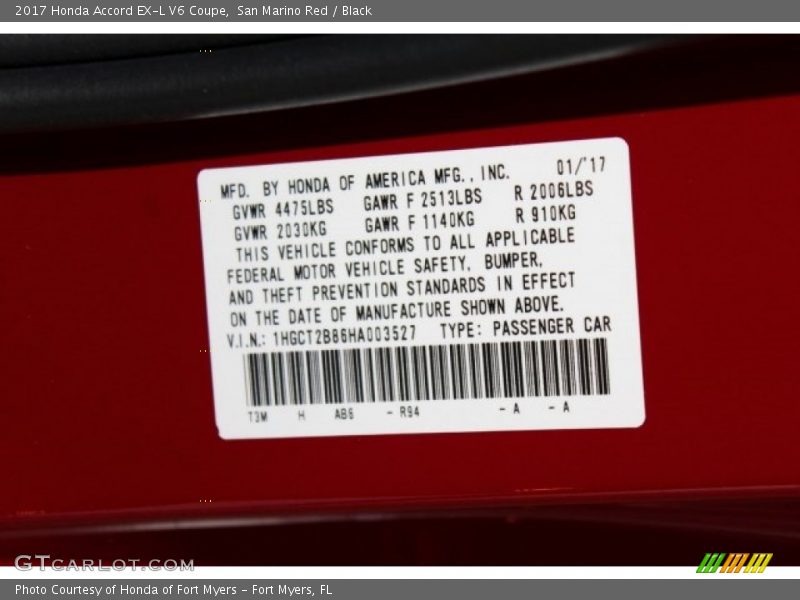 2017 Honda Accord EX-L V6 Coupe, San Marino Red / Black
MFD. BY HONDA OF AMERICA MFG., INC. 01/'17
GVWR 4475LBS GAWR F 2513LBS R 2006LBS
GVWR 2030KG GAWR F 1140KG R 910KG
THIS VEHICLE CONFORMS TO ALL APPLICABLE
FEDERAL MOTOR VEHICLE SAFETY, BUMPER,
AND THEFT PREVENTION STANDARDS IN EFFECT
ON THE DATE OF MANUFACTURE SHOWN ABOVE.
V.I.N.: 1HGCT2B86HA003527 TYPE: PASSENGER CAR
T3M H AB6 - R94 - A - A
GTCARLOT.COM
Photo Courtesy of Honda of Fort Myers - Fort Myers, FL